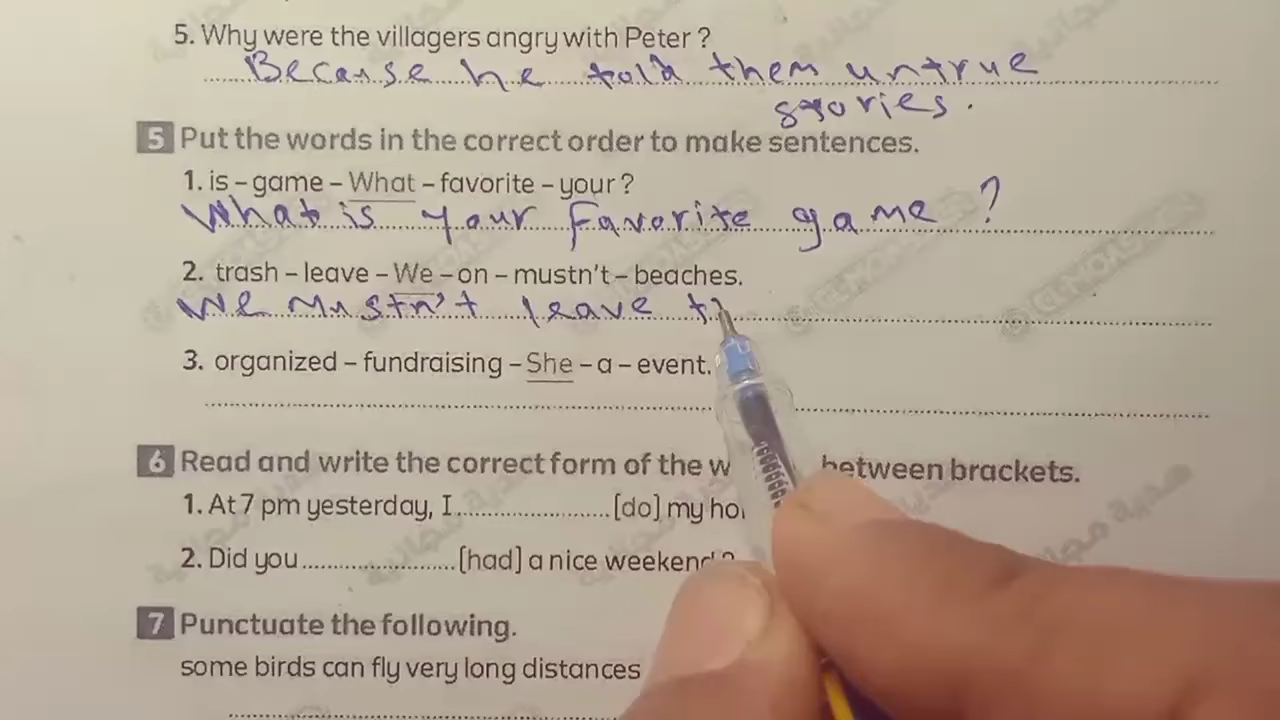 5. Why were the villagers angry with Peter ?
Because he told them untrue
stories.
5 Put the words in the correct order to make sentences.
1. is – game – What – favorite – your ?
What is your favorite game ?
2. trash – leave – We – on – mustn't – beaches.
We mustn't leave
3. organized – fundraising – She – a – event.
6 Read and write the correct form of the between brackets.
1. At 7 pm yesterday, I.....................[do] my
2. Did you.......................[had] a nice weekend ?
7 Punctuate the following.
some birds can fly very long distances